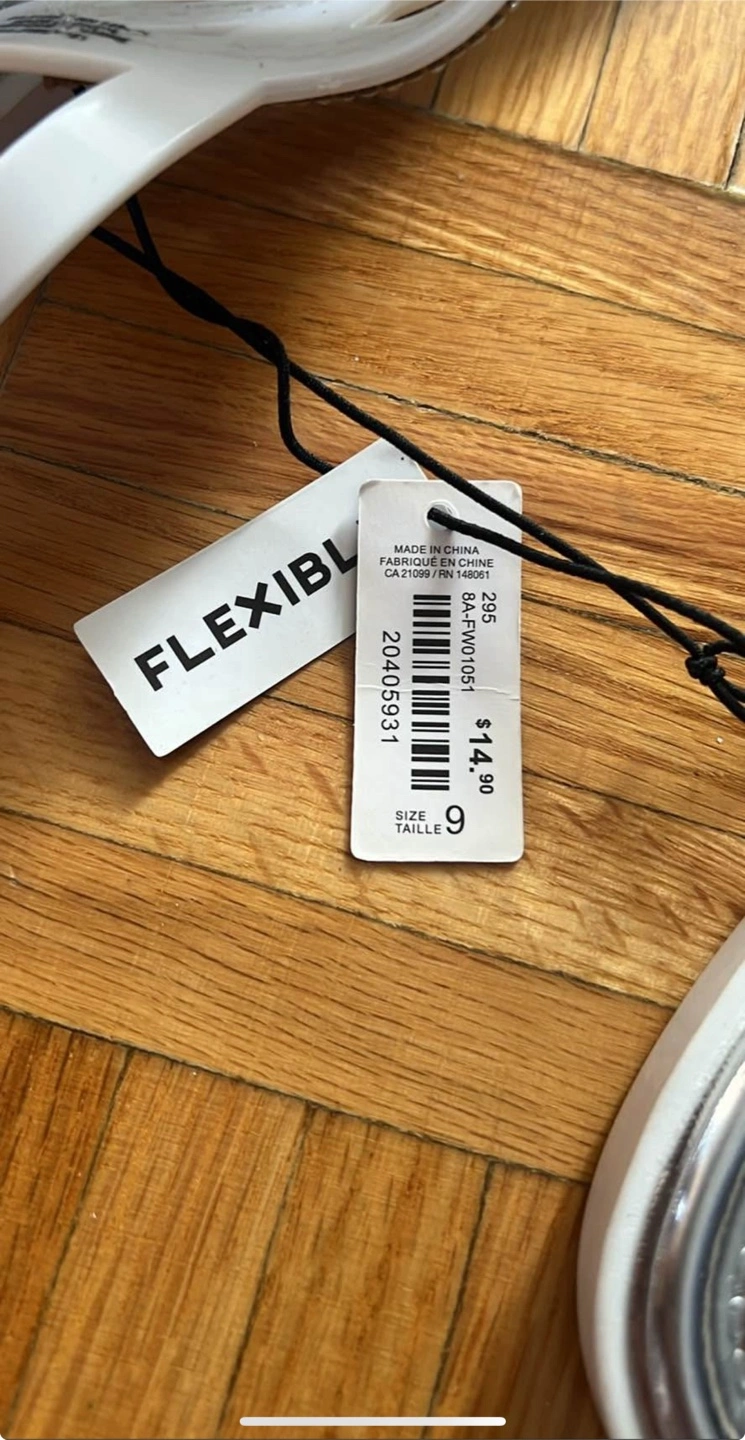 FLEXIBL
MADE IN CHINA
FABRIQUÉ EN CHINE
CA 21099 / RN 148061
295
8A-FW01051
20405931
$14.90
SIZE
TAILLE 9